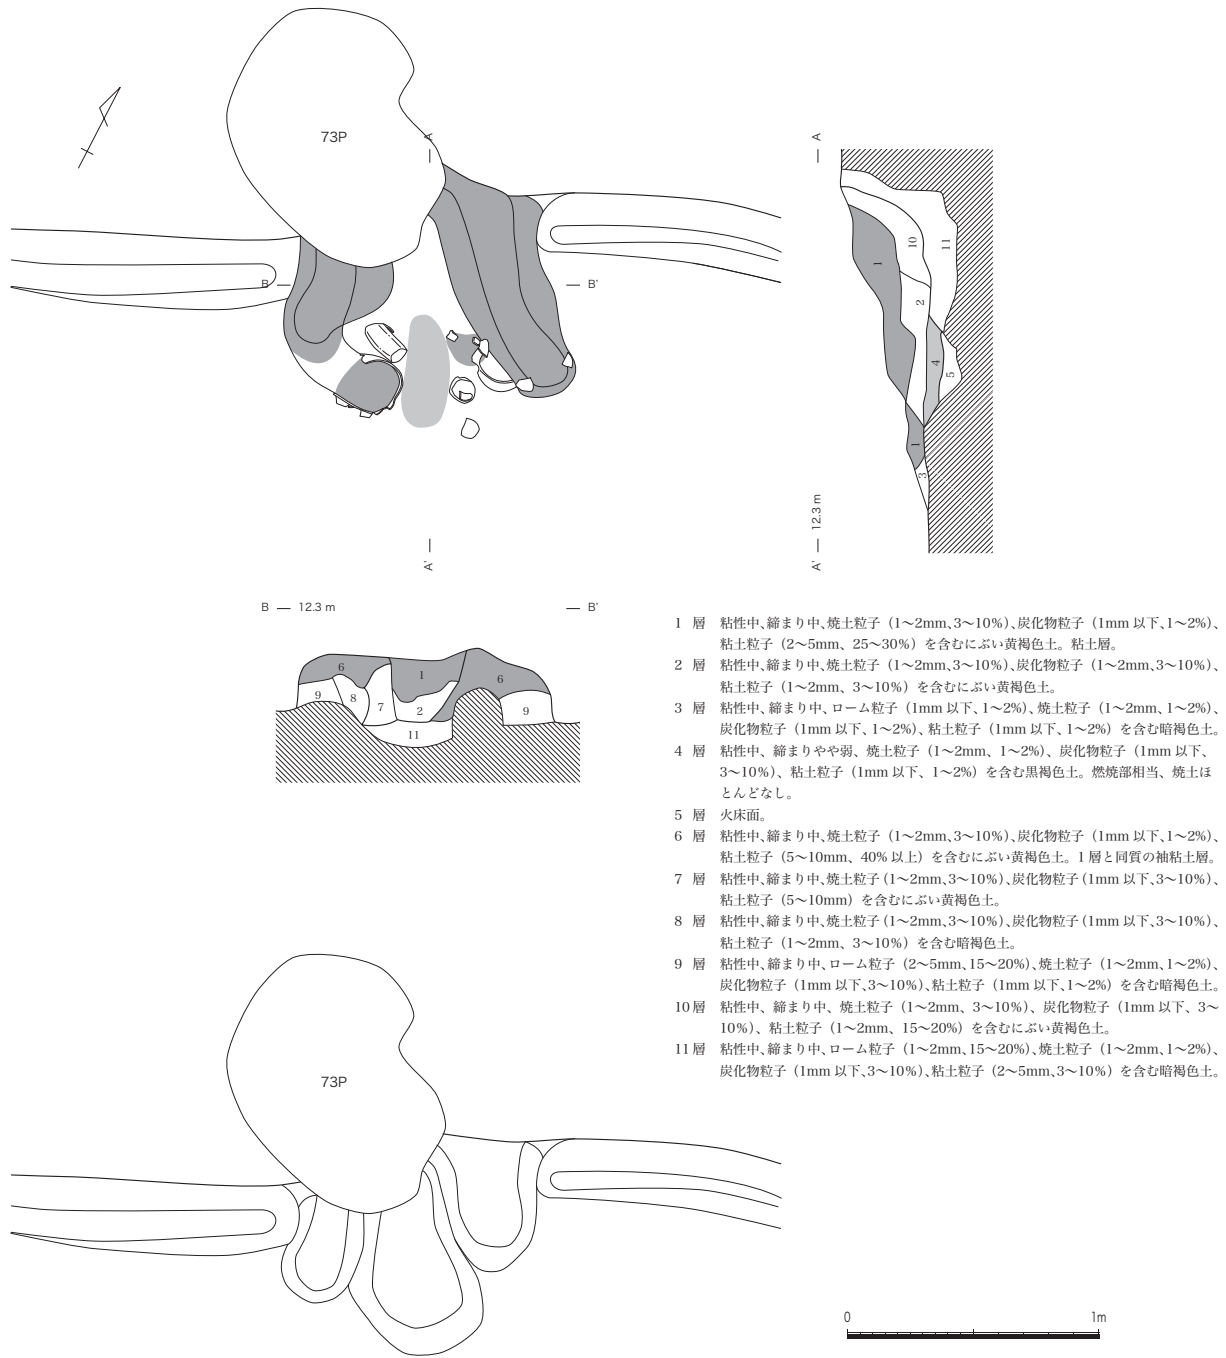 73P
A
A
B
B'
1
10
11
2
4
5
1
3
A'
A' 12.3 m
B 12.3 m
B'
6
1
6
9
8
7
2
9
11
1 層 粘性中、締まり中、焼土粒子（1〜2mm、3〜10%）、炭化物粒子（1mm 以下、1〜2%）、
粘土粒子（2〜5mm、25〜30%）を含むにぶい黄褐色土。粘土層。
2 層 粘性中、締まり中、焼土粒子（1〜2mm、3〜10%）、炭化物粒子（1〜2mm、3〜10%）、
粘土粒子（1〜2mm、3〜10%）を含むにぶい黄褐色土。
3 層 粘性中、締まり中、ローム粒子（1mm 以下、1〜2%）、焼土粒子（1〜2mm、1〜2%）、
炭化物粒子（1mm 以下、1〜2%）、粘土粒子（1mm 以下、1〜2%）を含む暗褐色土。
4 層 粘性中、締まりやや弱、焼土粒子（1〜2mm、1〜2%）、炭化物粒子（1mm 以下、
3〜10%）、粘土粒子（1mm 以下、1〜2%）を含む黒褐色土。燃焼部相当、焼土ほ
とんどなし。
5 層 火床面。
6 層 粘性中、締まり中、焼土粒子（1〜2mm、3〜10%）、炭化物粒子（1mm 以下、1〜2%）、
粘土粒子（5〜10mm、40% 以上）を含むにぶい黄褐色土。1 層と同質の袖粘土層。
7 層 粘性中、締まり中、焼土粒子（1〜2mm、3〜10%）、炭化物粒子（1mm 以下、3〜10%）、
粘土粒子（5〜10mm）を含むにぶい黄褐色土。
8 層 粘性中、締まり中、焼土粒子（1〜2mm、3〜10%）、炭化物粒子（1mm 以下、3〜10%）、
粘土粒子（1〜2mm、3〜10%）を含む暗褐色土。
9 層 粘性中、締まり中、ローム粒子（2〜5mm、15〜20%）、焼土粒子（1〜2mm、1〜2%）、
炭化物粒子（1mm 以下、3〜10%）、粘土粒子（1mm 以下、1〜2%）を含む暗褐色土。
10 層 粘性中、締まり中、焼土粒子（1〜2mm、3〜10%）、炭化物粒子（1mm 以下、3〜
10%）、粘土粒子（1〜2mm、15〜20%）を含むにぶい黄褐色土。
11 層 粘性中、締まり中、ローム粒子（1〜2mm、15〜20%）、焼土粒子（1〜2mm、1〜2%）、
炭化物粒子（1mm 以下、3〜10%）、粘土粒子（2〜5mm、3〜10%）を含む暗褐色土。
73P
0 1m